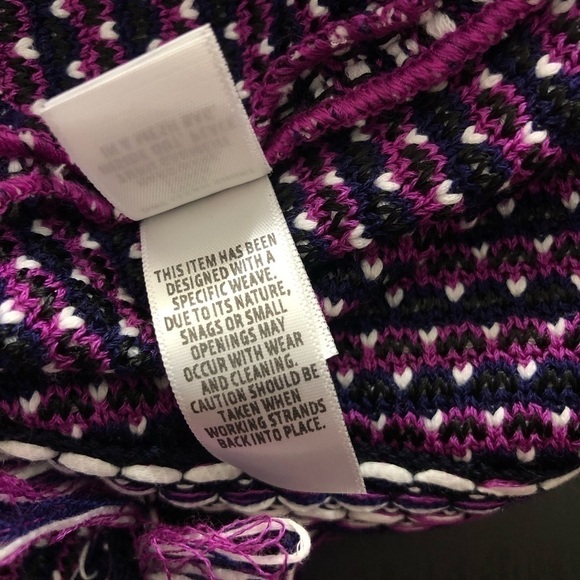 THIS ITEM HAS BEEN
DESIGNED WITH A
SPECIFIC WEAVE.
DUE TO ITS NATURE,
SNAGS OR SMALL
OPENINGS MAY
OCCUR WITH WEAR
AND CLEANING.
CAUTION SHOULD BE
TAKEN WHEN
WORKING STRANDS
BACK INTO PLACE.